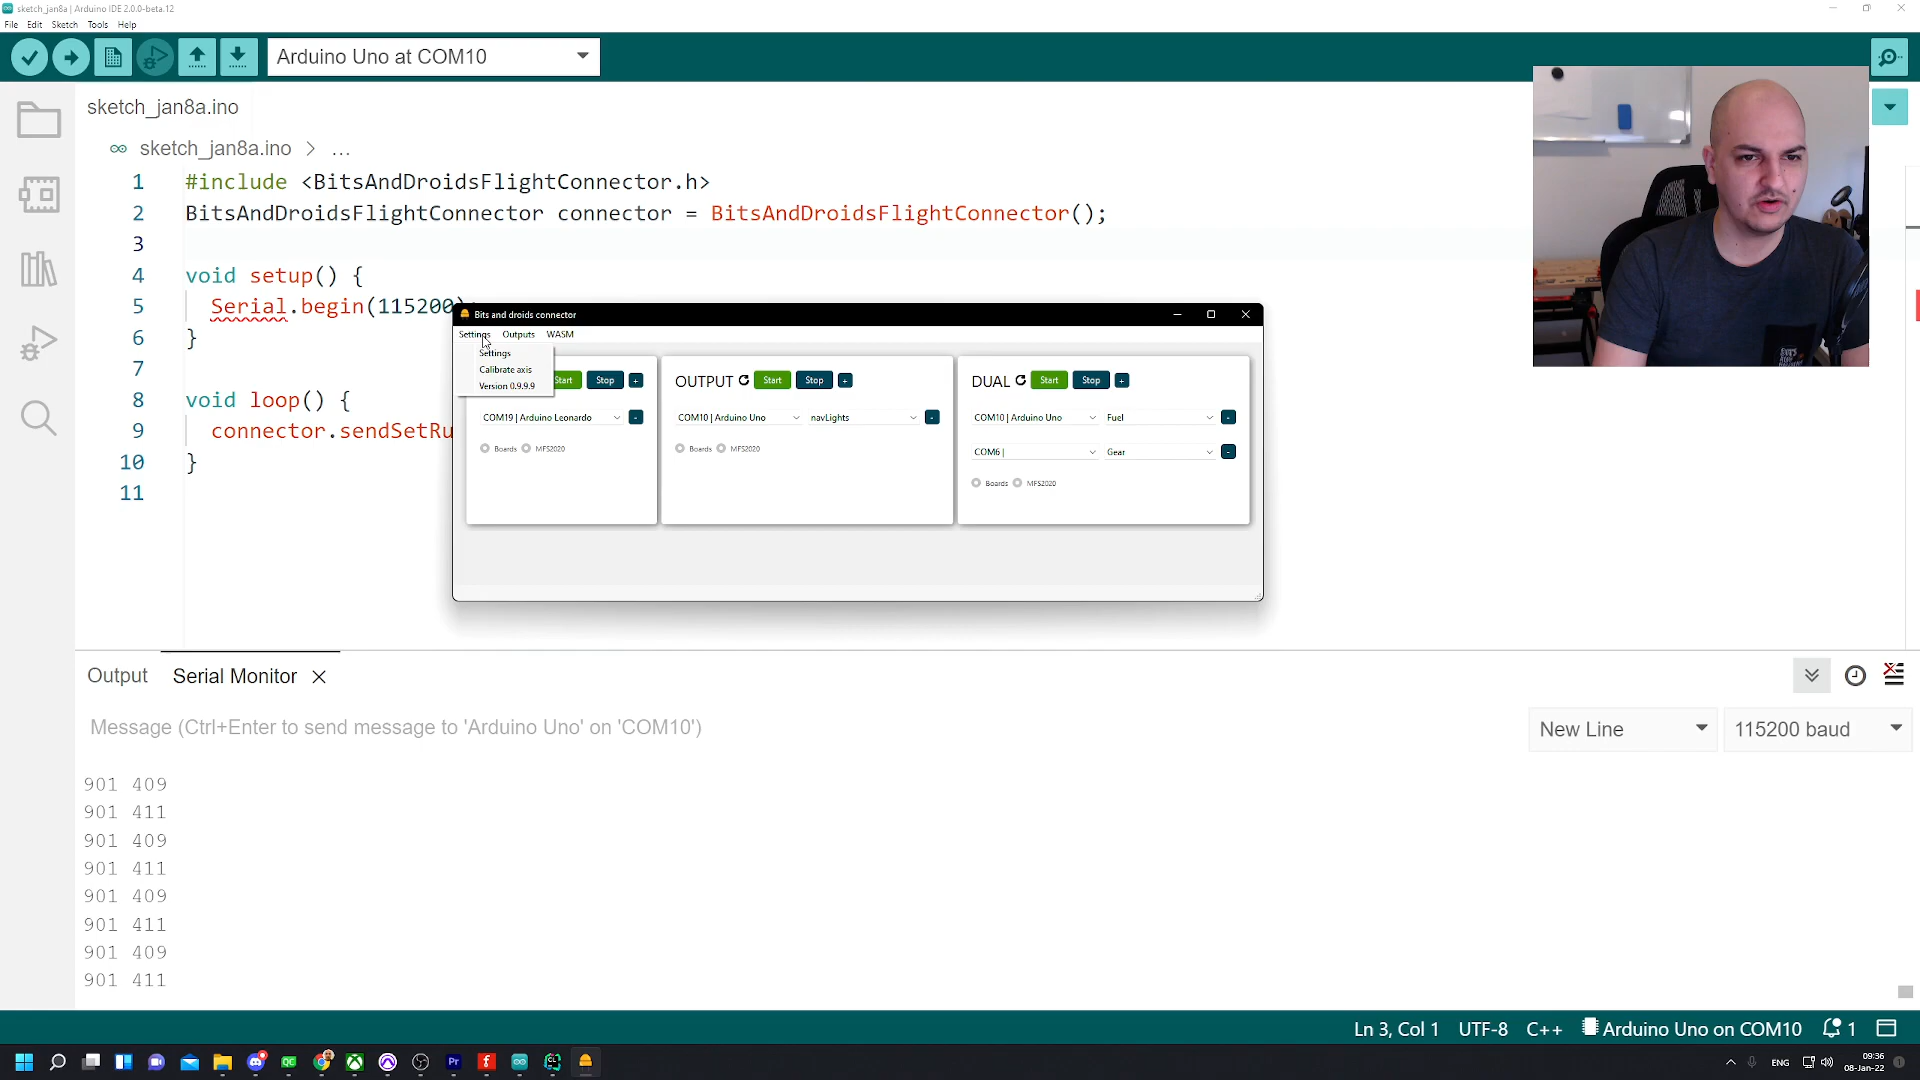 sketch_jan8a | Arduino IDE 2.0.0-beta.12
File Edit Sketch Tools Help
Arduino Uno at COM10
sketch_jan8a.ino
sketch_jan8a.ino > ...
1 #include <BitsAndDroidsFlightConnector.h>
2 BitsAndDroidsFlightConnector connector = BitsAndDroidsFlightConnector();
3
4 void setup() {
5 Serial.begin(115200)
6 }
7
8 void loop() {
9 connector.sendSetRu
10 }
11
Bits and droids connector
Settings Outputs WASM
Settings
Calibrate axis
Version 0.9.9.9
Start Stop +
COM19 | Arduino Leonardo -
Boards MFS2020
OUTPUT Start Stop +
COM10 | Arduino Uno navLights -
Boards MFS2020
DUAL Start Stop +
COM10 | Arduino Uno Fuel -
COM6 | Gear -
Boards MFS2020
Output Serial Monitor
Message (Ctrl+Enter to send message to 'Arduino Uno' on 'COM10')
New Line 115200 baud
901 409
901 411
901 409
901 411
901 409
901 411
901 409
901 411
Ln 3, Col 1 UTF-8 C++ Arduino Uno on COM10 1
QC Pr f CL
ENG 09:36
08-Jan-22